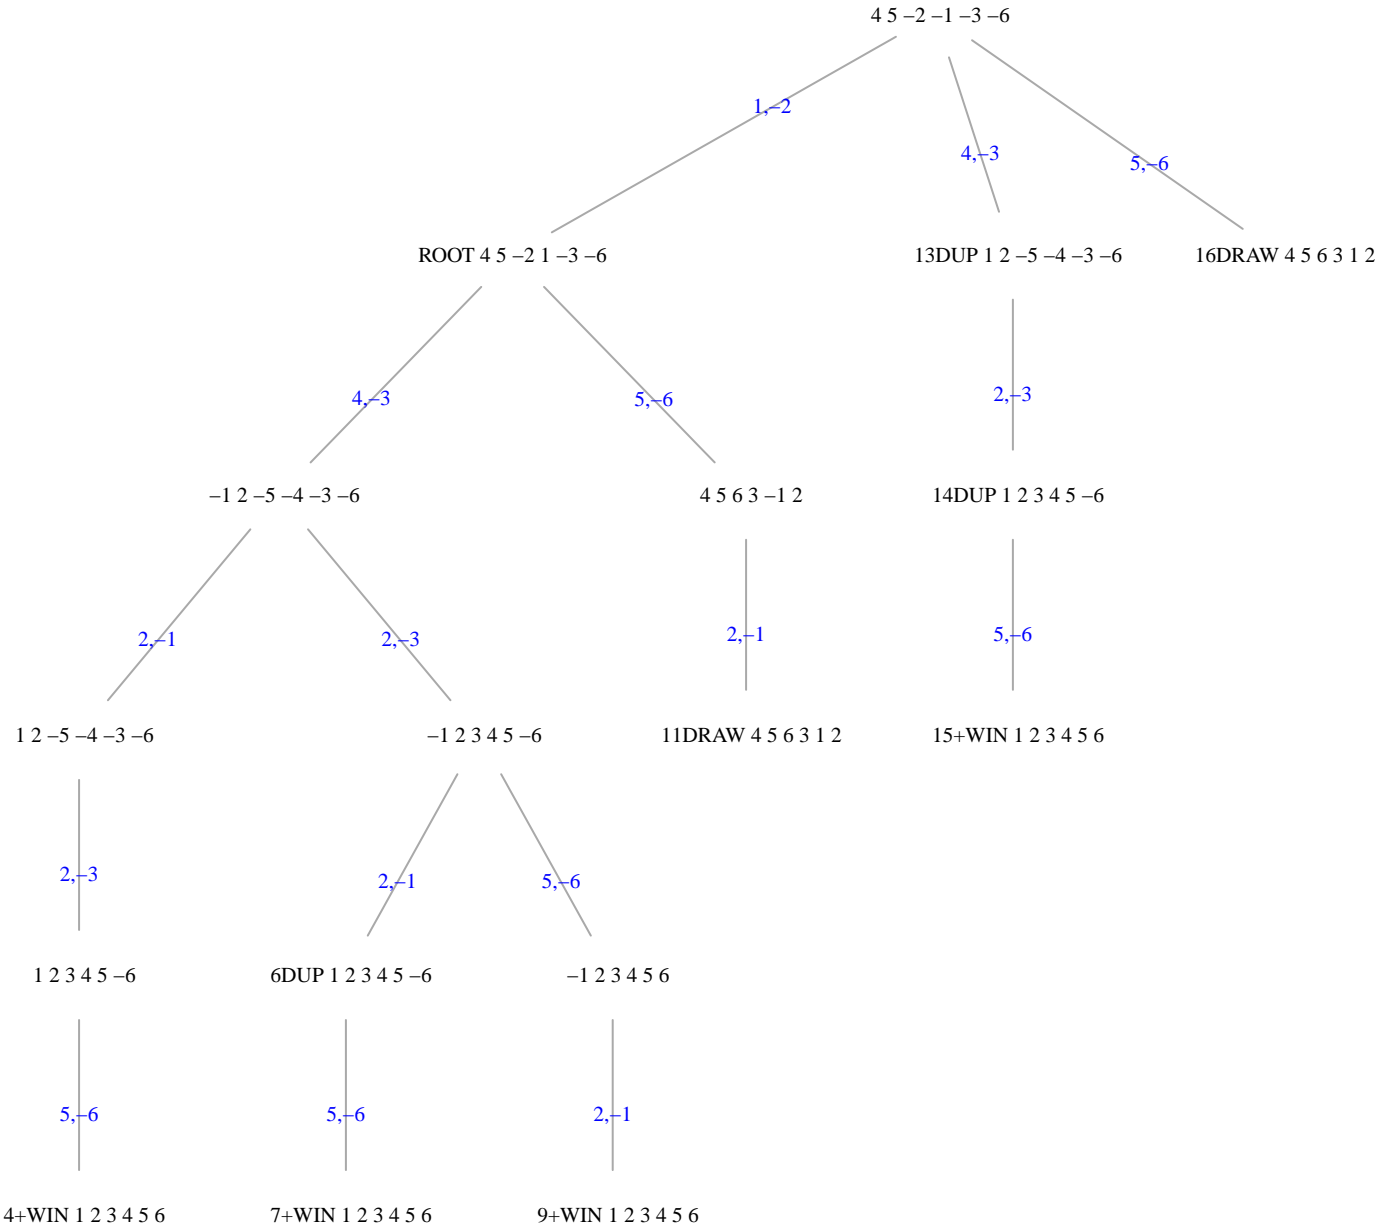 4 5 −2 −1 −3 −6
1,−2
4,−3
5,−6
ROOT 4 5 −2 1 −3 −6
13DUP 1 2 −5 −4 −3 −6
16DRAW 4 5 6 3 1 2
4,−3
5,−6
2,−3
−1 2 −5 −4 −3 −6
4 5 6 3 −1 2
14DUP 1 2 3 4 5 −6
2,−1
2,−3
2,−1
5,−6
1 2 −5 −4 −3 −6
−1 2 3 4 5 −6
11DRAW 4 5 6 3 1 2
15+WIN 1 2 3 4 5 6
2,−3
2,−1
5,−6
1 2 3 4 5 −6
6DUP 1 2 3 4 5 −6
−1 2 3 4 5 6
5,−6
5,−6
2,−1
4+WIN 1 2 3 4 5 6
7+WIN 1 2 3 4 5 6
9+WIN 1 2 3 4 5 6